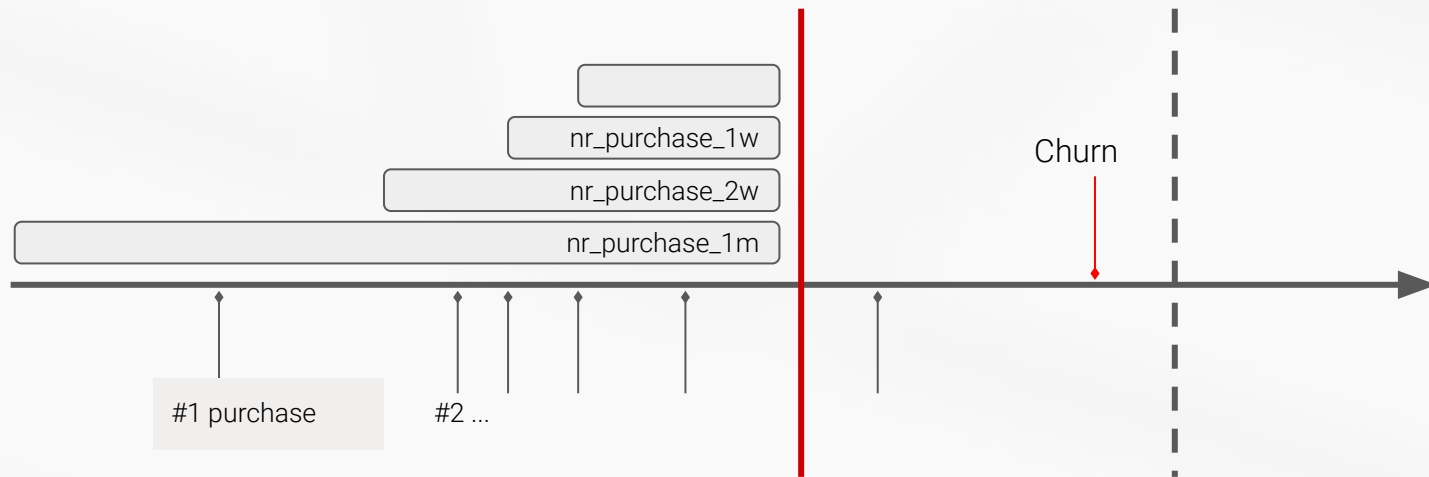 nr_purchase_1w
Churn
nr_purchase_2w
nr_purchase_1m
#1 purchase
#2 ...